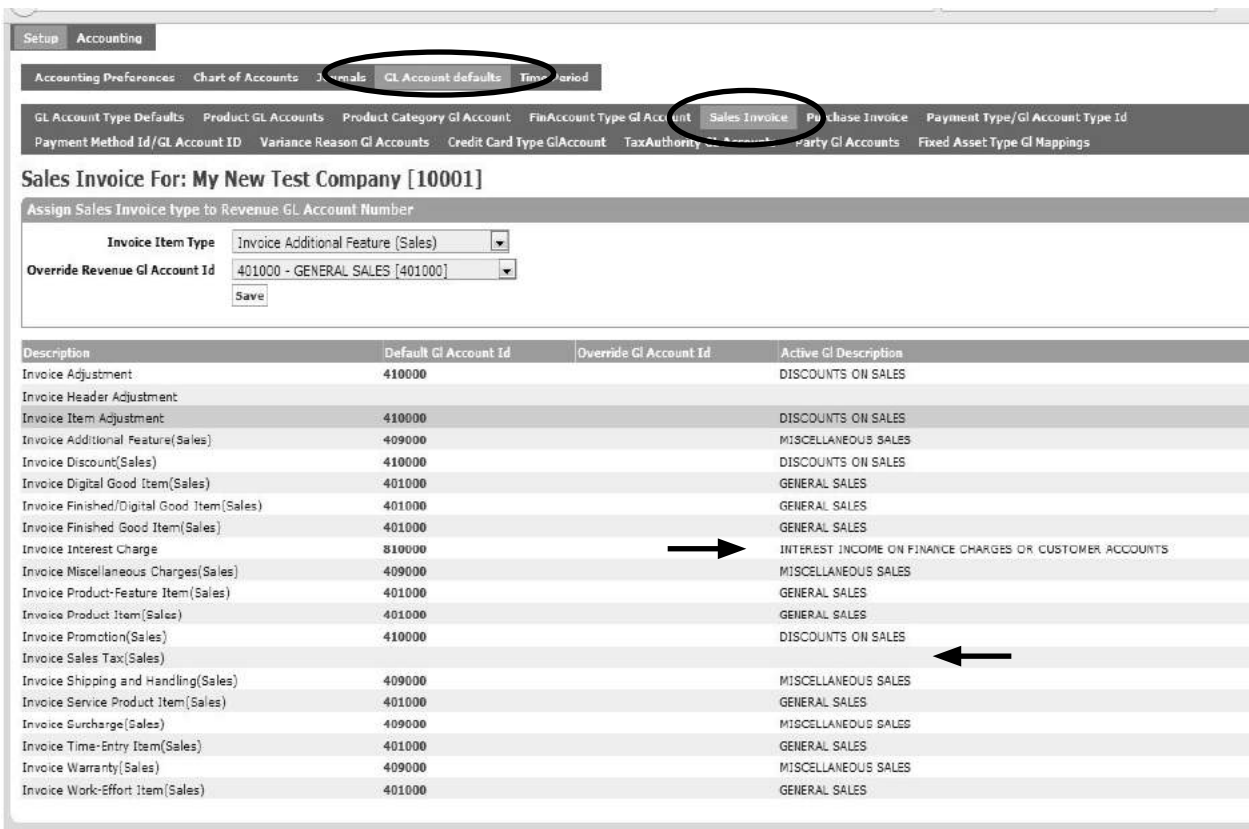 Setup Accounting
Accounting Preferences Chart of Accounts Journals GL Account defaults Time Period
GL Account Type Defaults Product GL Accounts Product Category Gl Account FinAccount Type Gl Account Sales Invoice Purchase Invoice Payment Type/Gl Account Type Id
Payment Method Id/GL Account ID Variance Reason Gl Accounts Credit Card Type GlAccount TaxAuthority GL Accounts Party Gl Accounts Fixed Asset Type Gl Mappings
Sales Invoice For: My New Test Company [10001]
Assign Sales Invoice type to Revenue GL Account Number
Invoice Item Type Invoice Additional Feature (Sales)
Override Revenue Gl Account Id 401000 - GENERAL SALES [401000]
Save
Description Default Gl Account Id Override Gl Account Id Active Gl Description
Invoice Adjustment 410000 DISCOUNTS ON SALES
Invoice Header Adjustment
Invoice Item Adjustment 410000 DISCOUNTS ON SALES
Invoice Additional Feature(Sales) 409000 MISCELLANEOUS SALES
Invoice Discount(Sales) 410000 DISCOUNTS ON SALES
Invoice Digital Good Item(Sales) 401000 GENERAL SALES
Invoice Finished/Digital Good Item(Sales) 401000 GENERAL SALES
Invoice Finished Good Item(Sales) 401000 GENERAL SALES
Invoice Interest Charge 810000 INTEREST INCOME ON FINANCE CHARGES OR CUSTOMER ACCOUNTS
Invoice Miscellaneous Charges(Sales) 409000 MISCELLANEOUS SALES
Invoice Product-Feature Item(Sales) 401000 GENERAL SALES
Invoice Product Item(Sales) 401000 GENERAL SALES
Invoice Promotion(Sales) 410000 DISCOUNTS ON SALES
Invoice Sales Tax(Sales)
Invoice Shipping and Handling(Sales) 409000 MISCELLANEOUS SALES
Invoice Service Product Item(Sales) 401000 GENERAL SALES
Invoice Surcharge(Sales) 409000 MISCELLANEOUS SALES
Invoice Time-Entry Item(Sales) 401000 GENERAL SALES
Invoice Warranty(Sales) 409000 MISCELLANEOUS SALES
Invoice Work-Effort Item(Sales) 401000 GENERAL SALES